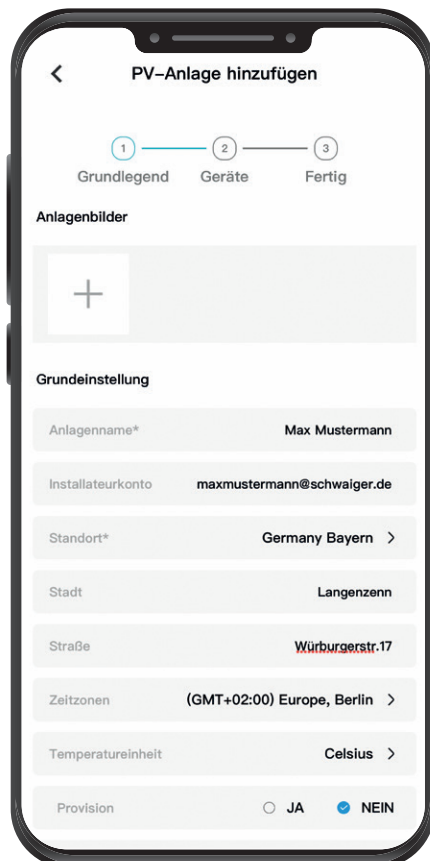 PV-Anlage hinzufügen
1 2 3
Grundlegend Geräte Fertig
Anlagenbilder
Grundeinstellung
Anlagenname* Max Mustermann
Installateurkonto maxmustermann@schwaiger.de
Standort* Germany Bayern >
Stadt Langenzenn
Straße Würburgerstr.17
Zeitzonen (GMT+02:00) Europe, Berlin >
Temperatureinheit Celsius >
Provision JA NEIN